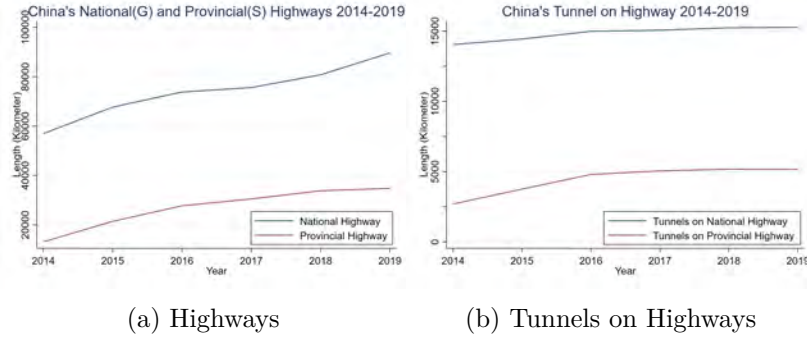 China's National(G) and Provincial(S) Highways 2014-2019
100000
80000
60000
40000
20000
Length (Kilometer)
National Highway
Provincial Highway
2014 2015 2016 2017 2018 2019
Year
(a) Highways
China's Tunnel on Highway 2014-2019
15000
10000
5000
0
Length (Kilometer)
Tunnels on National Highway
Tunnels on Provincial Highway
2014 2015 2016 2017 2018 2019
Year
(b) Tunnels on Highways